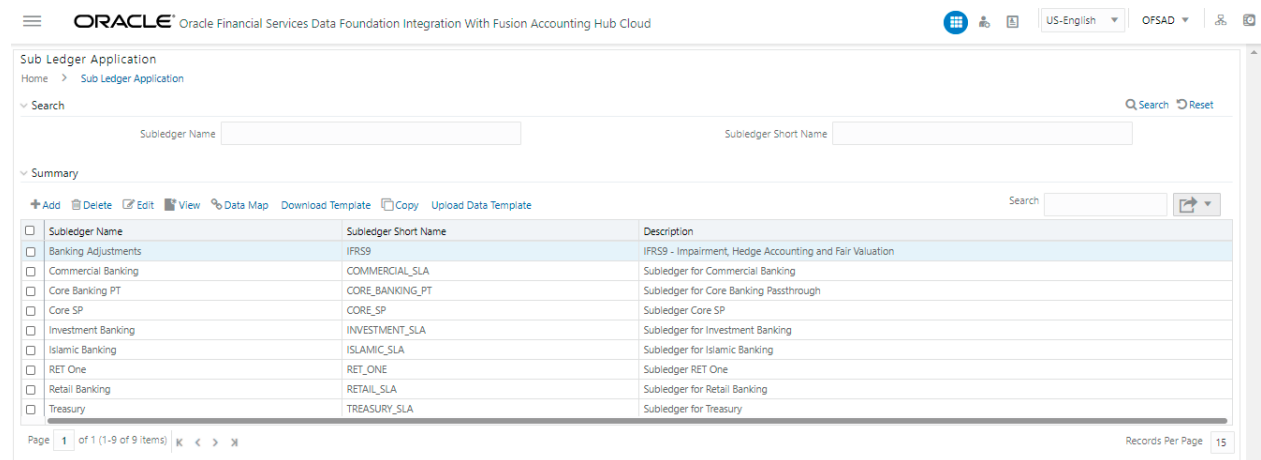 ORACLE® Oracle Financial Services Data Foundation Integration With Fusion Accounting Hub Cloud US-English OFSAD
Sub Ledger Application
Home > Sub Ledger Application
Search Search Reset
Subledger Name Subledger Short Name
Summary
Add Delete Edit View Data Map Download Template Copy Upload Data Template Search
Subledger Name Subledger Short Name Description
Banking Adjustments IFRS9 IFRS9 - Impairment, Hedge Accounting and Fair Valuation
Commercial Banking COMMERCIAL_SLA Subledger for Commercial Banking
Core Banking PT CORE_BANKING_PT Subledger for Core Banking Passthrough
Core SP CORE_SP Subledger Core SP
Investment Banking INVESTMENT_SLA Subledger for Investment Banking
Islamic Banking ISLAMIC_SLA Subledger for Islamic Banking
RET One RET_ONE Subledger RET One
Retail Banking RETAIL_SLA Subledger for Retail Banking
Treasury TREASURY_SLA Subledger for Treasury
Page 1 of 1 (1-9 of 9 items) Records Per Page 15